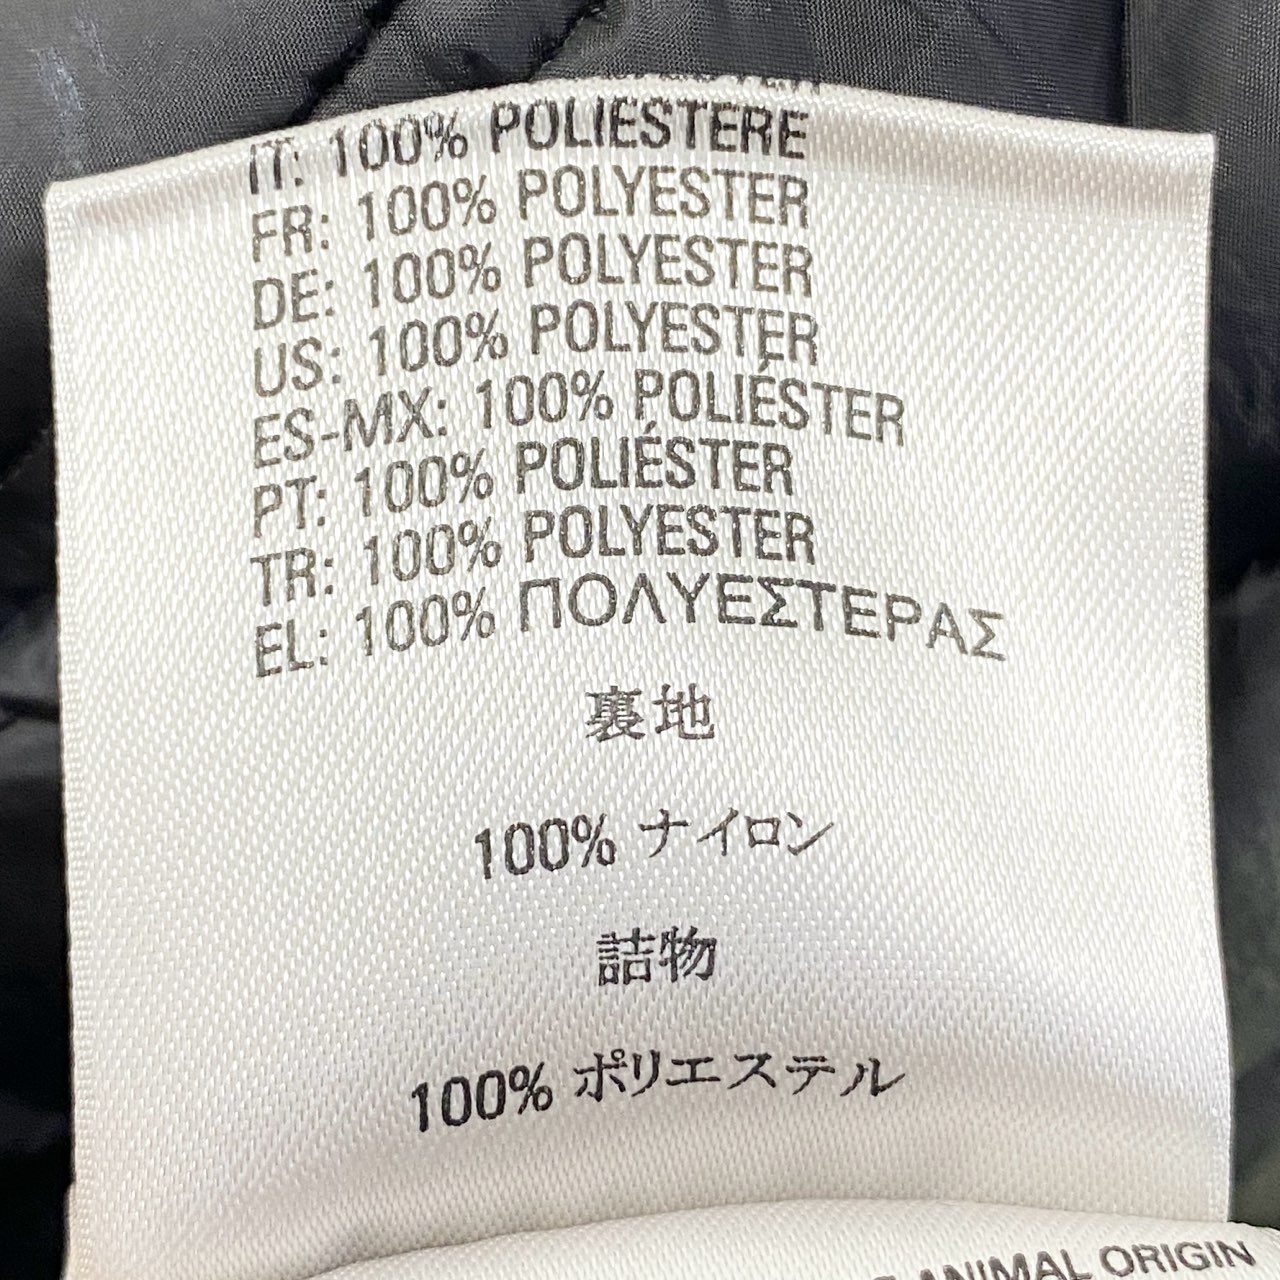 IT: 100% POLIESTERE
FR: 100% POLYESTER
DE: 100% POLYESTER
US: 100% POLYESTER
ES-MX: 100% POLIÉSTER
PT: 100% POLIÉSTER
TR: 100% POLYESTER
EL: 100% ΠΟΛΥΕΣΤΕΡΑΣ
裏地
100% ナイロン
詰物
100% ポリエステル
ANIMAL ORIGIN